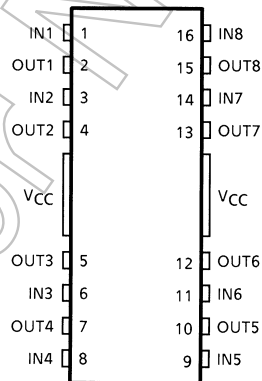 IN1 1 16 IN8
OUT1 2 15 OUT8
IN2 3 14 IN7
OUT2 4 13 OUT7
VCC VCC
OUT3 5 12 OUT6
IN3 6 11 IN6
OUT4 7 10 OUT5
IN4 8 9 IN5